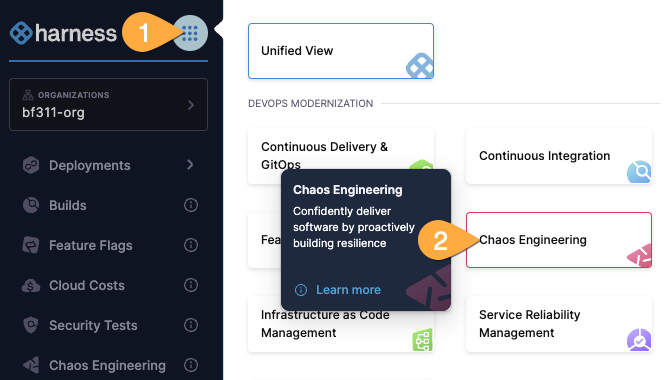 harness
1
ORGANIZATIONS
bf311-org
Deployments
Builds
Feature Flags
Cloud Costs
Security Tests
Chaos Engineering
Unified View
DEVOPS MODERNIZATION
Continuous Delivery &
GitOps
Continuous Integration
Chaos Engineering
Confidently deliver
software by proactively
building resilience
Learn more
Fea
2
Chaos Engineering
Infrastructure as Code
Management
Service Reliability
Management